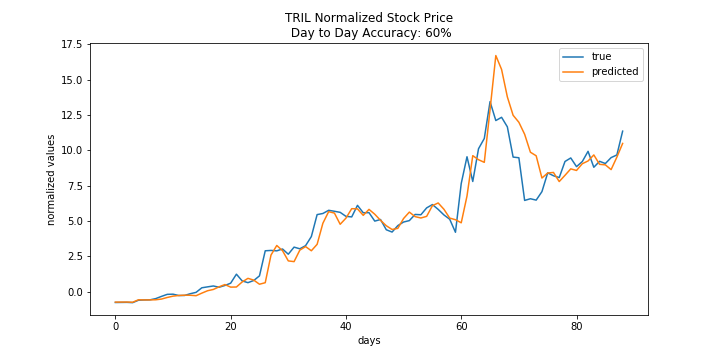 TRIL Normalized Stock Price
Day to Day Accuracy: 60%
17.5
15.0
12.5
10.0
7.5
5.0
2.5
0.0
normalized values
true
predicted
0
20
40
60
80
days